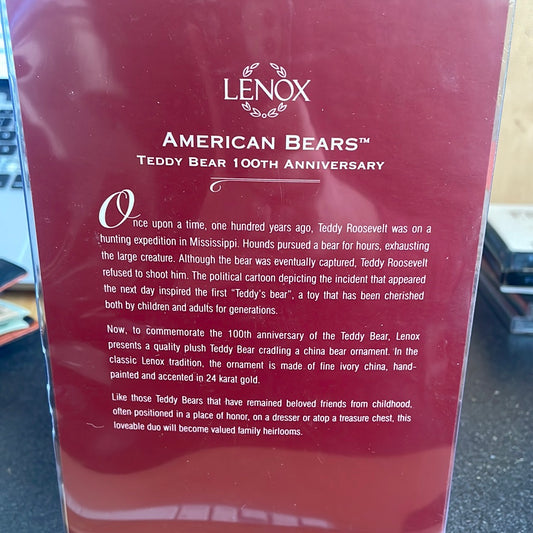 LENOX
AMERICAN BEARS™
TEDDY BEAR 100TH ANNIVERSARY
Once upon a time, one hundred years ago, Teddy Roosevelt was on a
hunting expedition in Mississippi. Hounds pursued a bear for hours, exhausting
the large creature. Although the bear was eventually captured, Teddy Roosevelt
refused to shoot him. The political cartoon depicting the incident that appeared
the next day inspired the first "Teddy's bear", a toy that has been cherished
both by children and adults for generations.
Now, to commemorate the 100th anniversary of the Teddy Bear, Lenox
presents a quality plush Teddy Bear cradling a china bear ornament. In the
classic Lenox tradition, the ornament is made of fine ivory china, hand-
painted and accented in 24 karat gold.
Like those Teddy Bears that have remained beloved friends from childhood,
often positioned in a place of honor, on a dresser or atop a treasure chest, this
loveable duo will become valued family heirlooms.